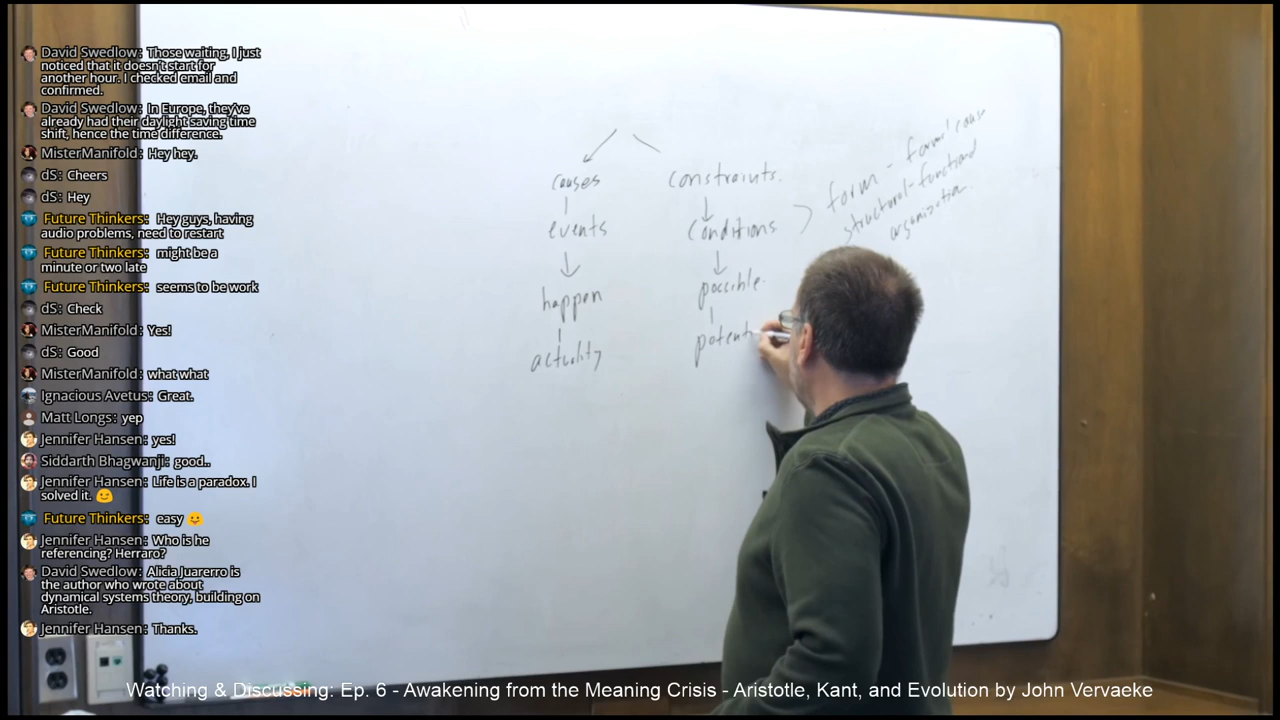 David Swedlow: Those waiting, I just
noticed that it doesn't start for
another hour. I checked email and
confirmed.
David Swedlow: In Europe, they've
already had their daylight saving time
shift, hence the time difference.
MisterManifold: Hey hey.
dS: Cheers
dS: Hey
Future Thinkers: Hey guys, having
audio problems, need to restart
Future Thinkers: might be a
minute or two late
Future Thinkers: seems to be work
dS: Check
MisterManifold: Yes!
dS: Good
MisterManifold: what what
Ignacious Avetus: Great.
Matt Longs: yep
Jennifer Hansen: yes!
Siddarth Bhagwanji: good..
Jennifer Hansen: Life is a paradox. I
solved it. 😋
Future Thinkers: easy 🙂
Jennifer Hansen: Who is he
referencing? Herraro?
David Swedlow: Alicia Juarerro is
the author who wrote about
dynamical systems theory, building on
Aristotle.
Jennifer Hansen: Thanks.
causes
events
happen
actuality
constraints.
conditions
possible.
potent
form - formal cause
structural-functional
organization.
Watching & Discussing: Ep. 6 - Awakening from the Meaning Crisis - Aristotle, Kant, and Evolution by John Vervaeke